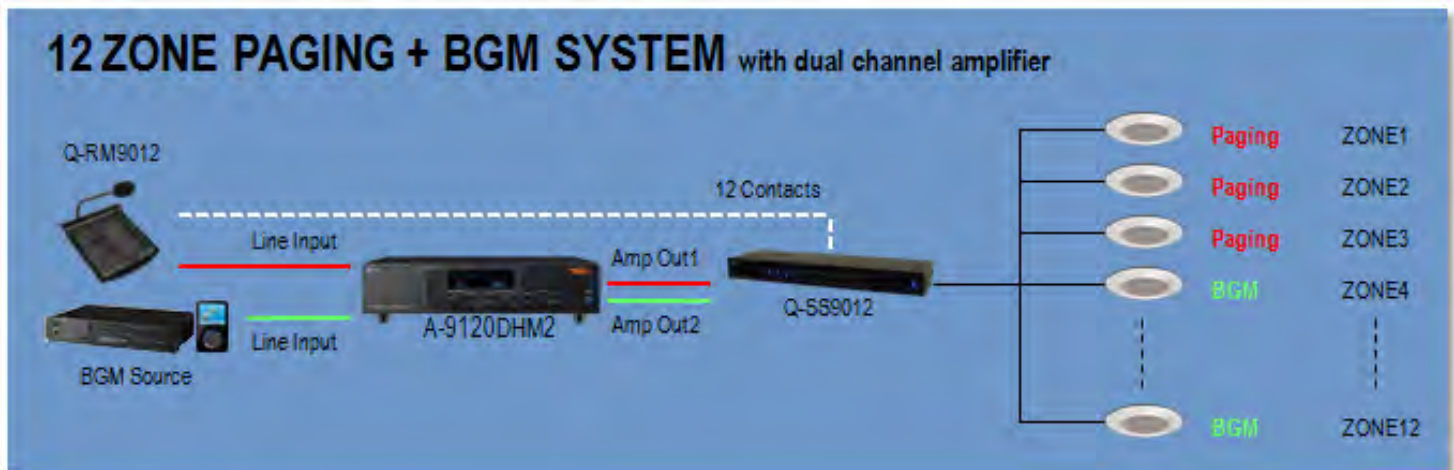 12 ZONE PAGING + BGM SYSTEM with dual channel amplifier
Q-RM9012
12 Contacts
Line Input
Line Input
BGM Source
A-9120DHM2
Amp Out1
Amp Out2
Q-SS9012
Paging ZONE1
Paging ZONE2
Paging ZONE3
BGM ZONE4
BGM ZONE12